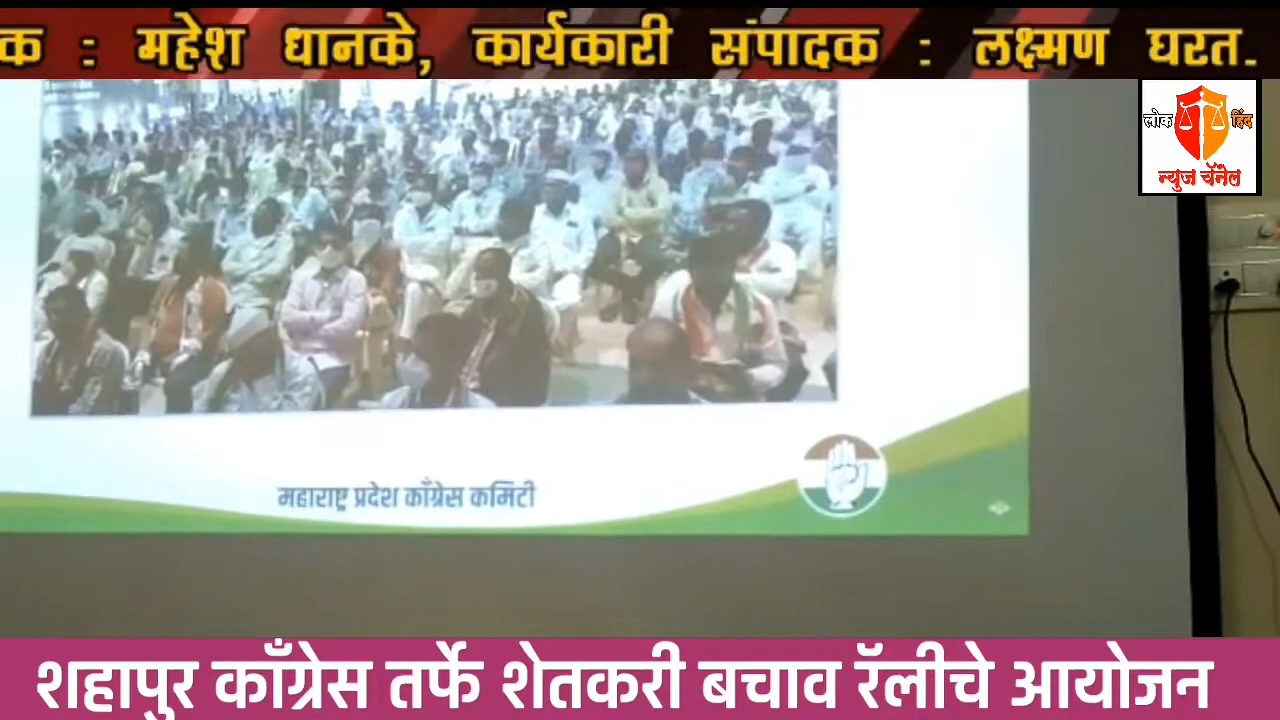 क : महेश धानके, कार्यकारी संपादक : लक्ष्मण घरत.
लोक हिंद
न्युज चॅनेल
महाराष्ट्र प्रदेश काँग्रेस कमिटी
शहापुर काँग्रेस तर्फे शेतकरी बचाव रॅलीचे आयोजन